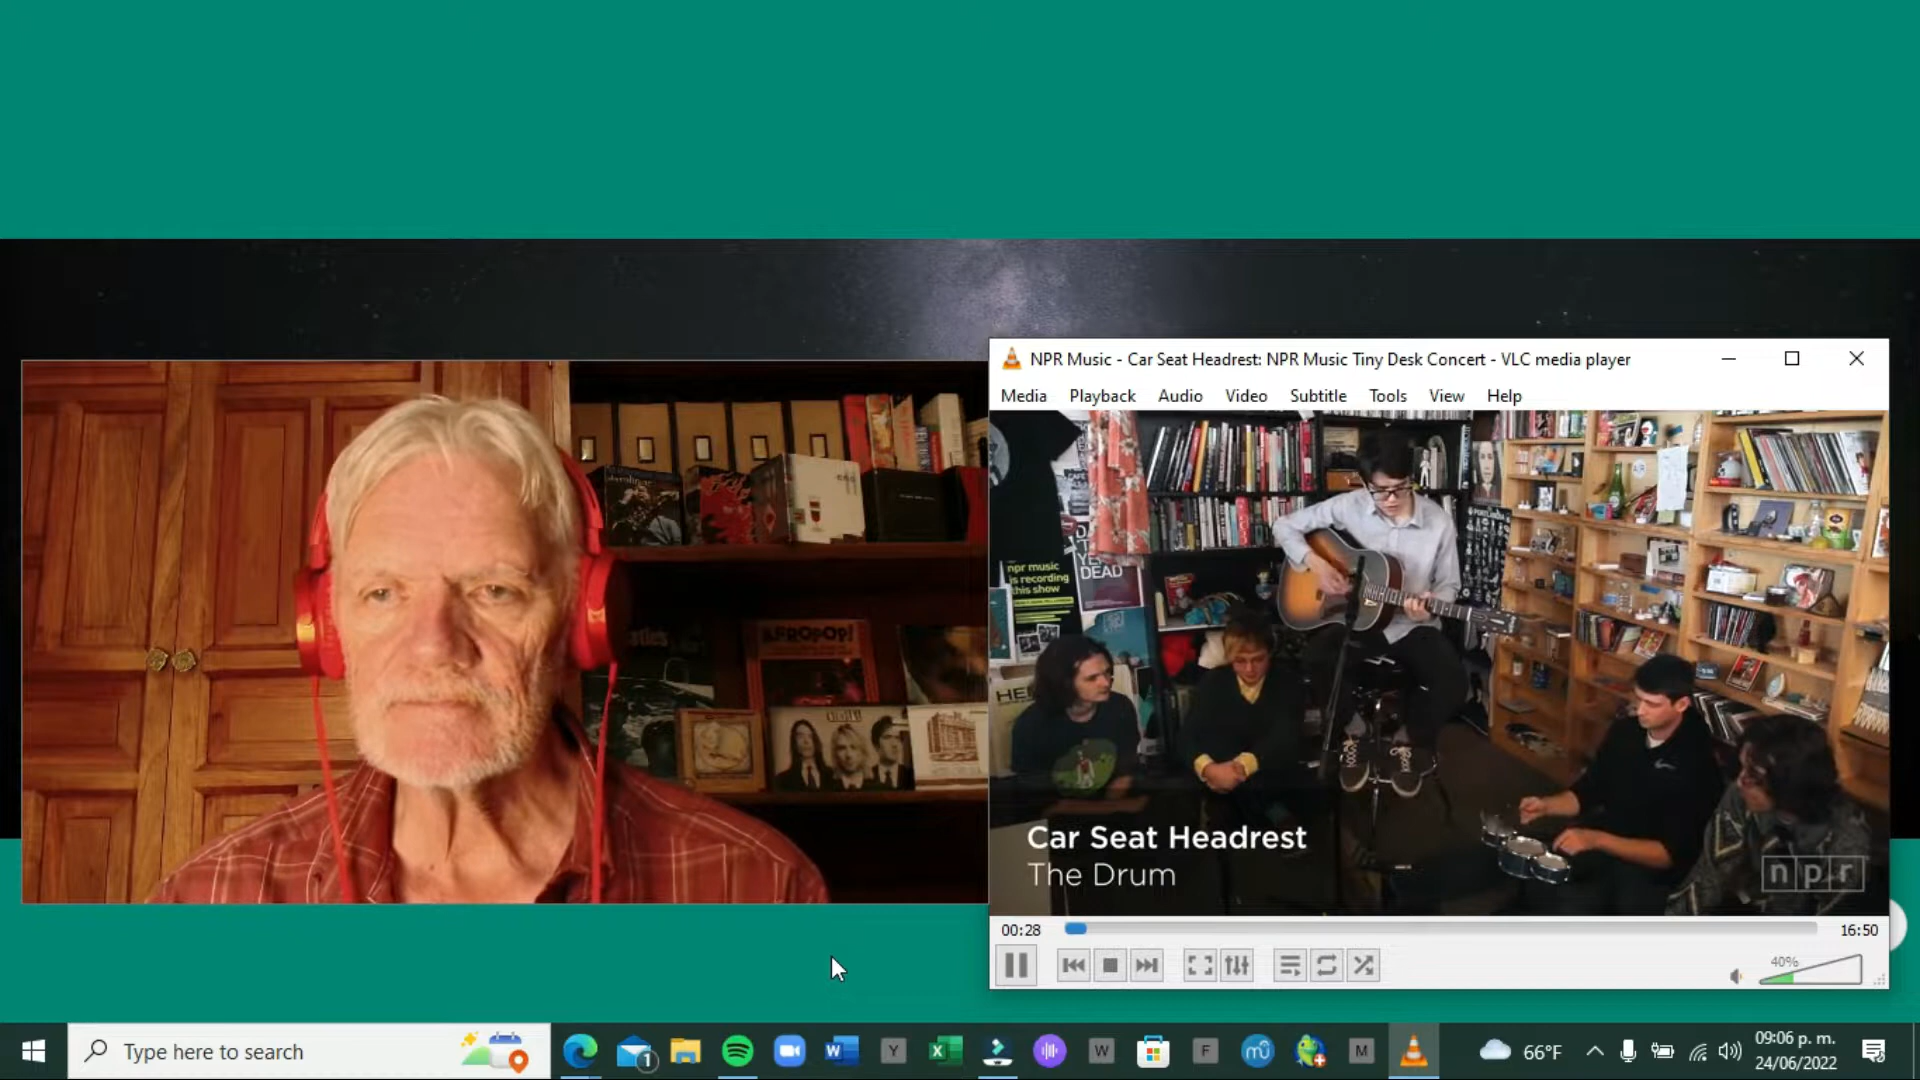 NPR Music - Car Seat Headrest: NPR Music Tiny Desk Concert - VLC media player
Media Playback Audio Video Subtitle Tools View Help
AFROPOP!
npr music
is recording
this show
DEAD
Car Seat Headrest
The Drum
npr
00:28
16:50
40%
Type here to search
1
W
Y
X
W
F
M
66°F
09:06 p. m.
24/06/2022